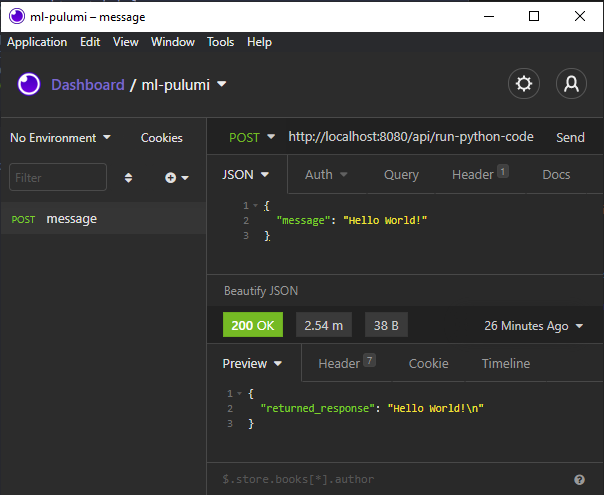 ml-pulumi – message
Application Edit View Window Tools Help
Dashboard / ml-pulumi
No Environment Cookies
Filter
POST message
POST http://localhost:8080/api/run-python-code Send
JSON Auth Query Header 1 Docs
1 {
2 "message": "Hello World!"
3 }
Beautify JSON
200 OK 2.54 m 38 B 26 Minutes Ago
Preview Header 7 Cookie Timeline
1 {
2 "returned_response": "Hello World!\n"
3 }
$.store.books[*].author